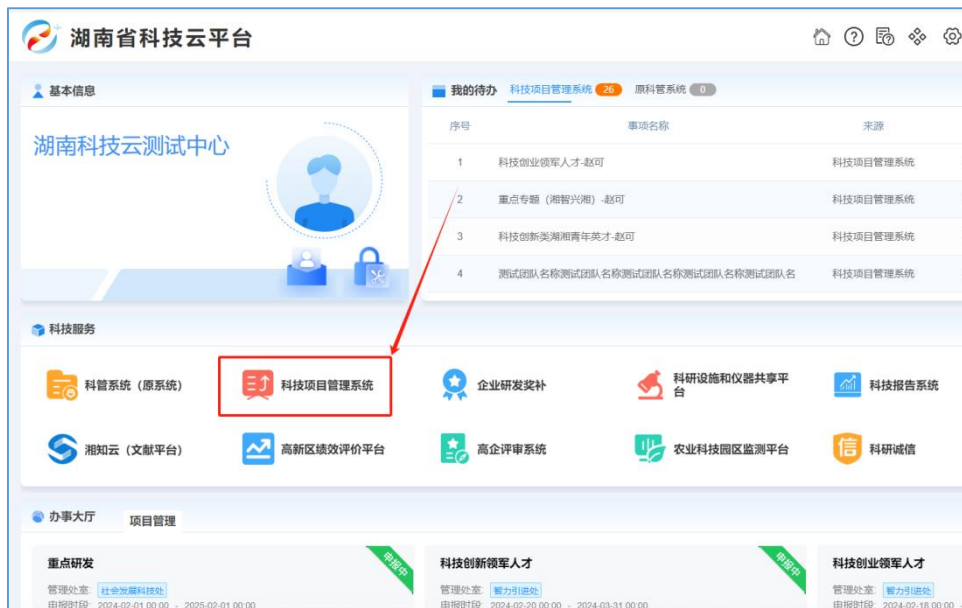 湖南省科技云平台
基本信息
湖南科技云测试中心
我的待办 科技项目管理系统 26 原科管系统 0
序号 事项名称 来源
1 科技创业领军人才-赵可 科技项目管理系统
2 重点专题（湘智兴湘）-赵可 科技项目管理系统
3 科技创新类湖湘青年英才-赵可 科技项目管理系统
4 测试团队名称测试团队名称测试团队名称测试团队名称测试团队名 科技项目管理系统
科技服务
科管系统（原系统） 科技项目管理系统 企业研发奖补 科研设施和仪器共享平台 科技报告系统
湘知云（文献平台） 高新区绩效评价平台 高企评审系统 农业科技园区监测平台 信 科研诚信
办事大厅 项目管理
重点研发 申报中 科技创新领军人才 申报中 科技创业领军人才
管理处室: 社会发展科技处 管理处室: 智力引进处 管理处室: 智力引进处
申报时段: 2024-02-01 00:00 - 2025-02-01 00:00 申报时段: 2024-02-20 00:00 - 2024-03-31 00:00 申报时段: 2024-02-18 00:00 -